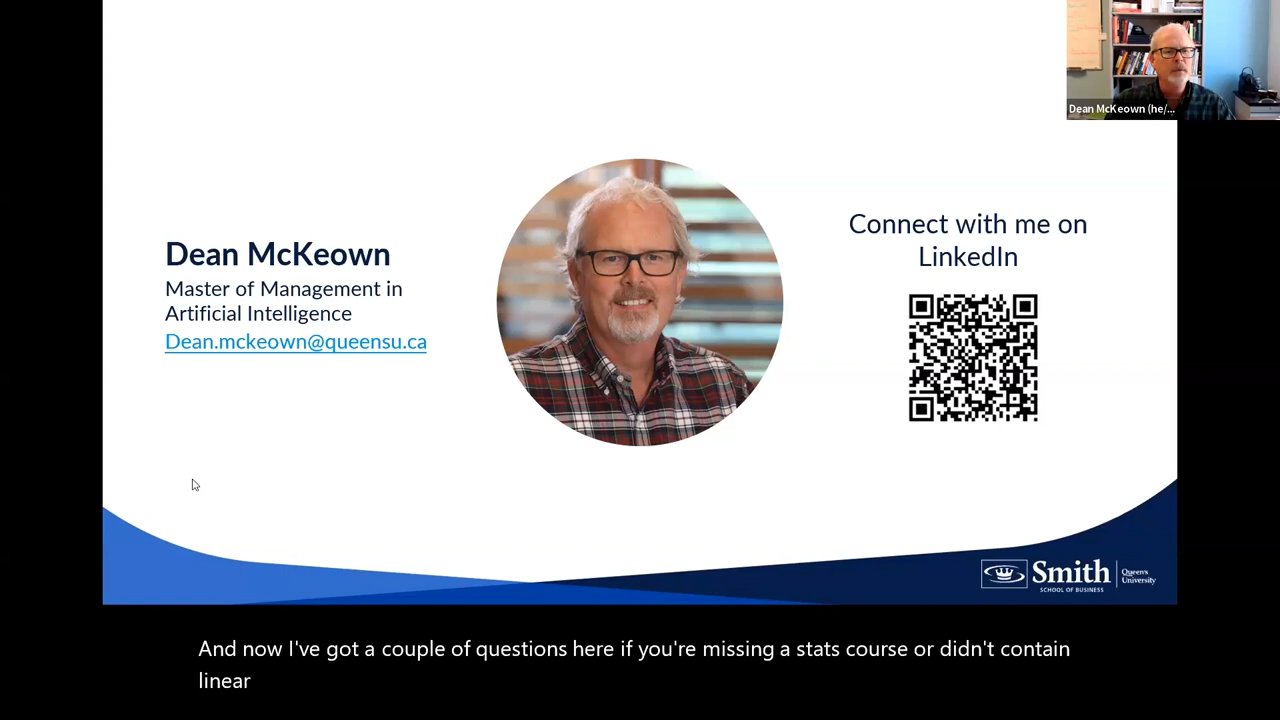 Dean McKeown (he/...
Dean McKeown
Master of Management in
Artificial Intelligence
Dean.mckeown@queensu.ca
Connect with me on
LinkedIn
Smith
SCHOOL OF BUSINESS
Queen's
University
And now I've got a couple of questions here if you're missing a stats course or didn't contain
linear